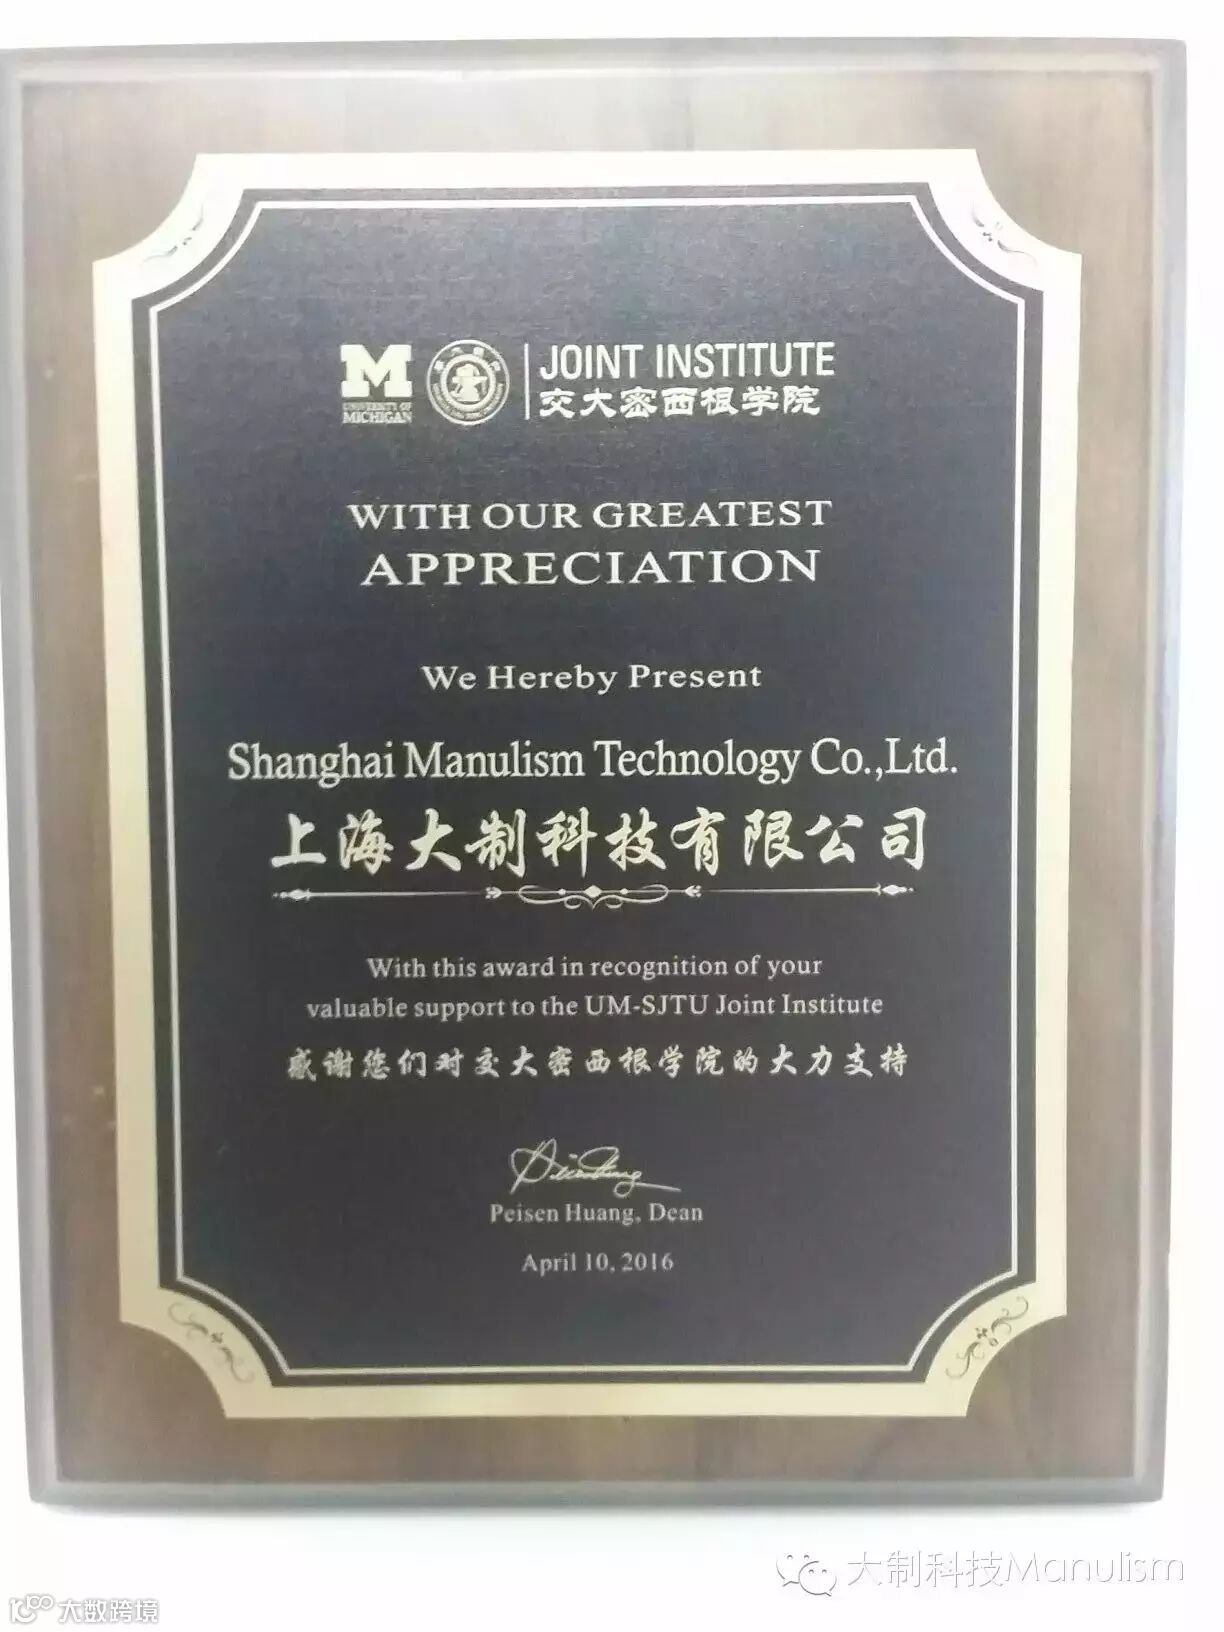 M
UNIVERSITY OF
MICHIGAN
JOINT INSTITUTE
交大密西根学院
WITH OUR GREATEST
APPRECIATION
We Hereby Present
Shanghai Manulism Technology Co.,Ltd.
上海大制科技有限公司
With this award in recognition of your
valuable support to the UM-SJTU Joint Institute
感谢您们对交大密西根学院的大力支持
Peisen Huang, Dean
April 10, 2016
大制科技Manulism
大数跨境